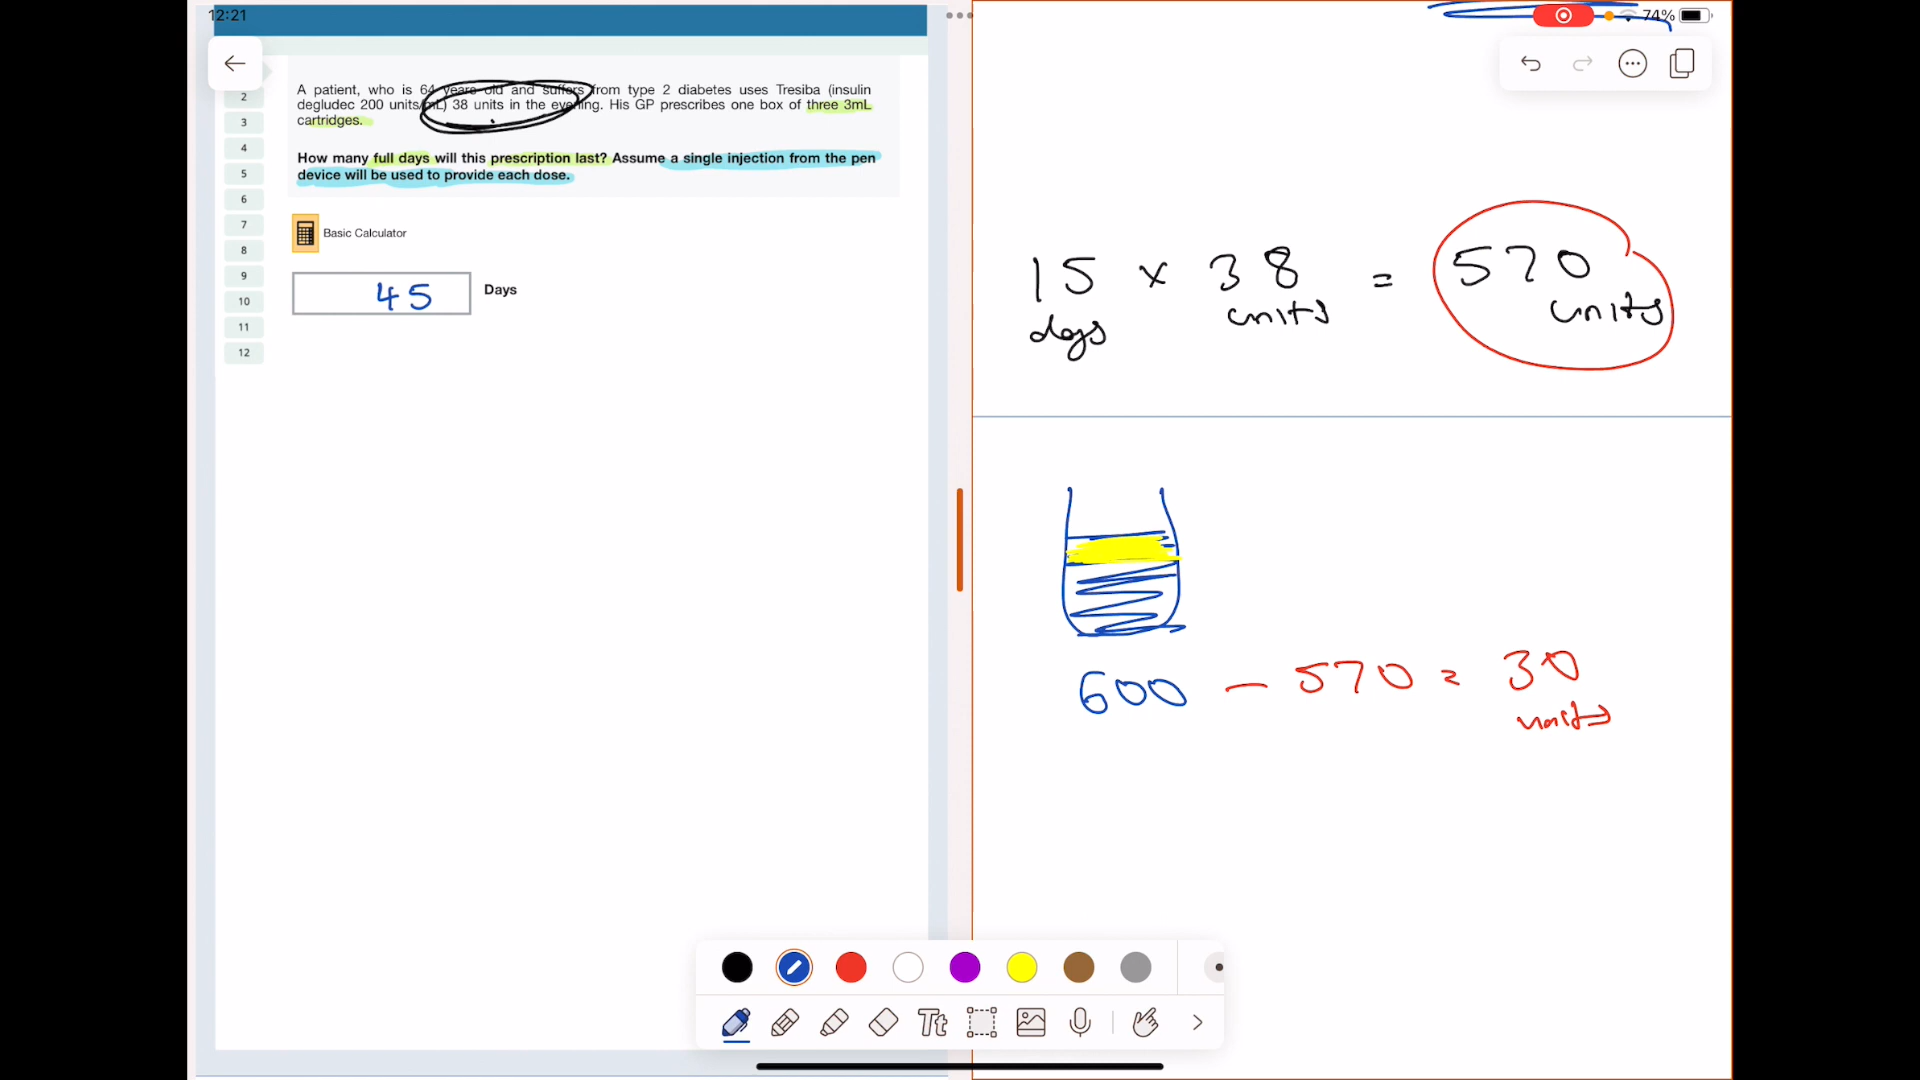 12:21
74%
2
3
4
5
6
7
8
9
10
11
12
A patient, who is 64 years old and suffers from type 2 diabetes uses Tresiba (insulin
degludec 200 units/mL) 38 units in the evening. His GP prescribes one box of three 3mL
cartridges.
How many full days will this prescription last? Assume a single injection from the pen
device will be used to provide each dose.
Basic Calculator
45 Days
15 x 38 = 570
days units units
600 - 570 = 30
units
Tt